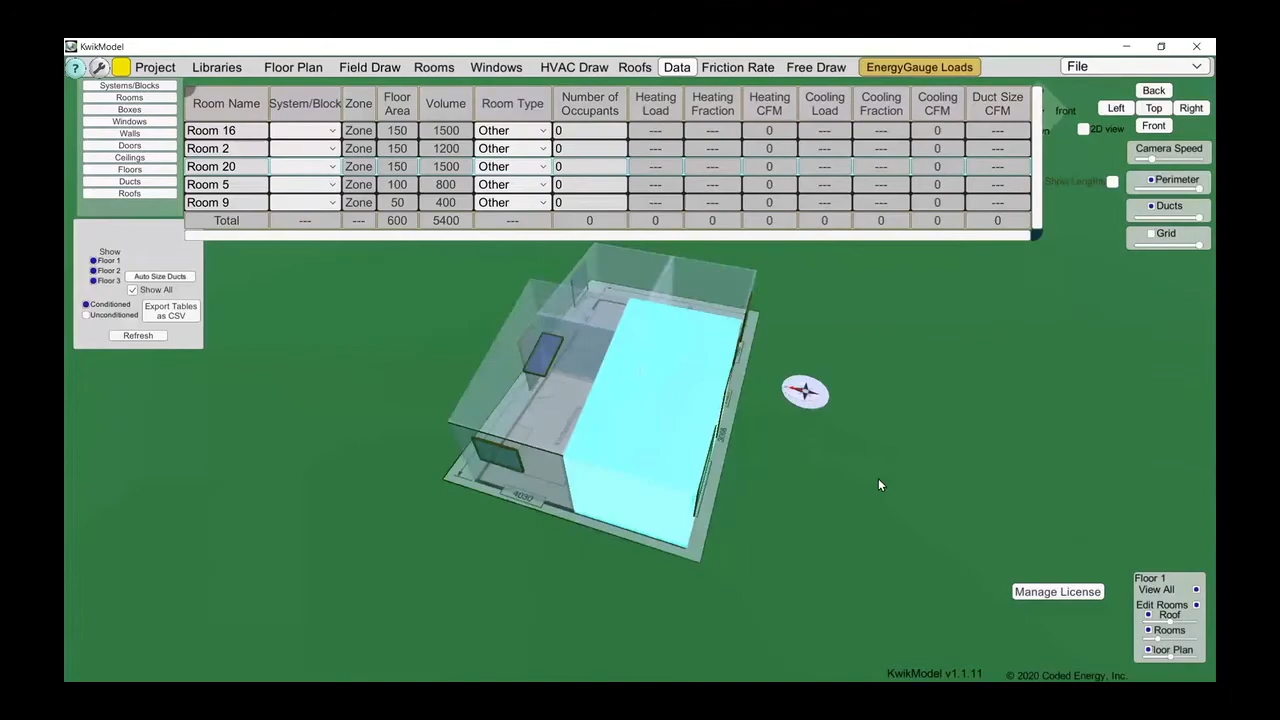 KwikModel
? Project Libraries Floor Plan Field Draw Rooms Windows HVAC Draw Roofs Data Friction Rate Free Draw EnergyGauge Loads File
Systems/Blocks
Rooms
Boxes
Windows
Walls
Doors
Ceilings
Floors
Ducts
Roofs
Room Name System/Block Zone Floor Area Volume Room Type Number of Occupants Heating Load Heating Fraction Heating CFM Cooling Load Cooling Fraction Cooling CFM Duct Size CFM
Room 16 Zone 150 1500 Other 0 --- --- 0 --- --- 0 ---
Room 2 Zone 150 1200 Other 0 --- --- 0 --- --- 0 ---
Room 20 Zone 150 1500 Other 0 --- --- 0 --- --- 0 ---
Room 5 Zone 100 800 Other 0 --- --- 0 --- --- 0 ---
Room 9 Zone 50 400 Other 0 --- --- 0 --- --- 0 ---
Total --- --- 600 5400 --- 0 0 0 0 0 0 0 0
Back
front Left Top Right
2D view Front
Camera Speed
Show Lengths Perimeter
Ducts
Grid
Show
Floor 1
Floor 2
Floor 3
Auto Size Ducts
Show All
Conditioned
Unconditioned
Export Tables
as CSV
Refresh
4030
Manage License
Floor 1
View All
Edit Rooms
Roof
Rooms
loor Plan
KwikModel v1.1.11 © 2020 Coded Energy, Inc.